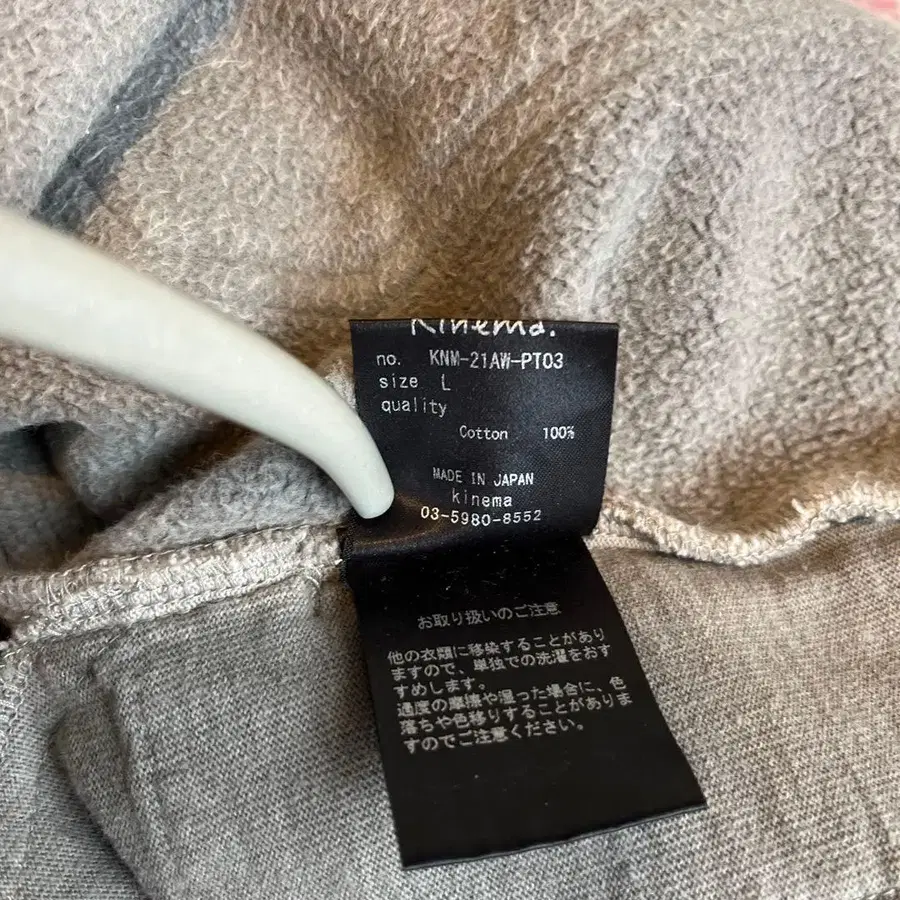 kinema.
no. KNM-21AW-PT03
size L
quality
Cotton 100%
MADE IN JAPAN
kinema
03-5980-8552
お取り扱いのご注意
他の衣類に移染することがあり
ますので、単独での洗濯をおす
すめします。
過度の摩擦や湿った場合に、色
落ちや色移りすることがありま
すのでご注意ください。